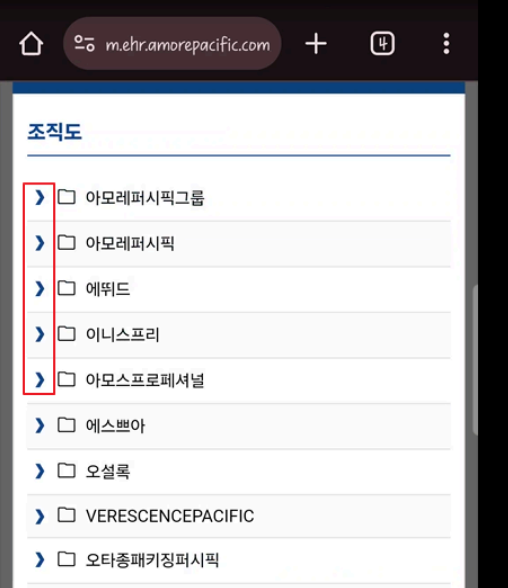 m.ehr.amorepacific.com
4
조직도
아모레퍼시픽그룹
아모레퍼시픽
에뛰드
이니스프리
아모스프로페셔널
에스쁘아
오설록
VERESCENCEPACIFIC
오타종패키징퍼시픽